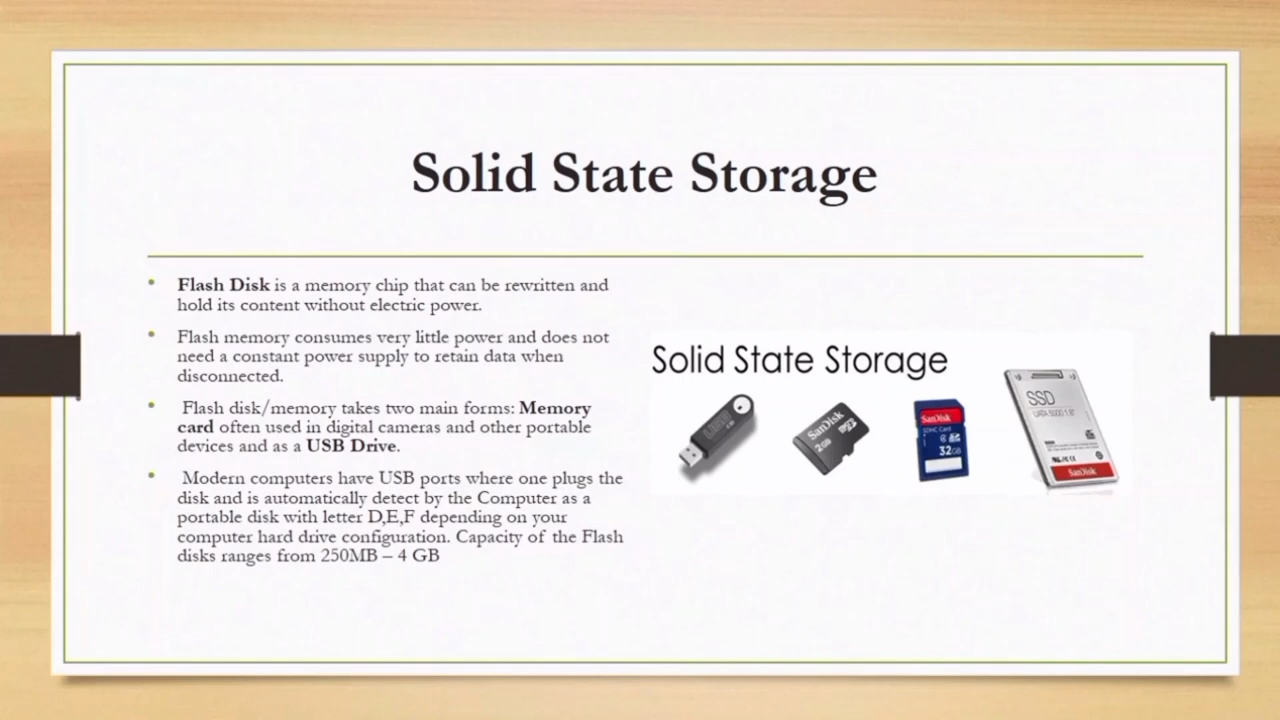 Solid State Storage
Flash Disk is a memory chip that can be rewritten and
hold its content without electric power.
Flash memory consumes very little power and does not
need a constant power supply to retain data when
disconnected.
Flash disk/memory takes two main forms: Memory
card often used in digital cameras and other portable
devices and as a USB Drive.
Modern computers have USB ports where one plugs the
disk and is automatically detect by the Computer as a
portable disk with letter D,E,F depending on your
computer hard drive configuration. Capacity of the Flash
disks ranges from 250MB – 4 GB
Solid State Storage
SanDisk
2GB
SanDisk
SDHC Card
32GB
SSD
UATA 5000 1.8"
SanDisk